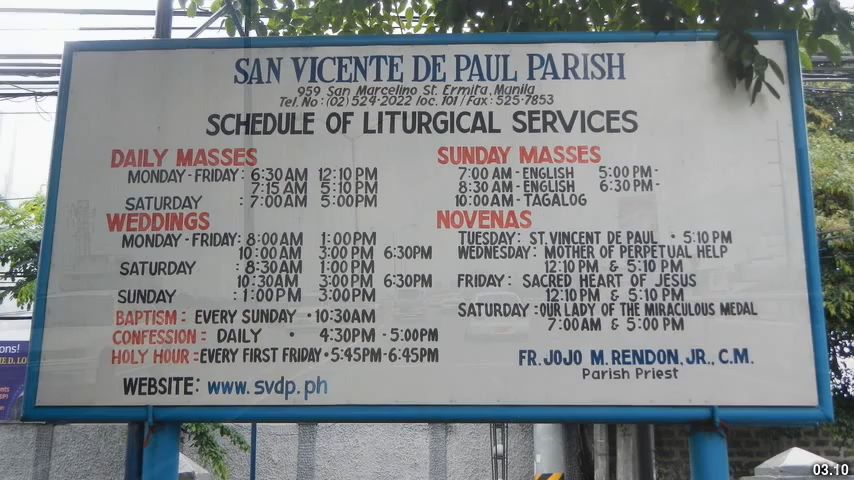 SAN VICENTE DE PAUL PARISH
959 San Marcelino St. Ermita, Manila
Tel. No: (02) 524-2022 loc. 101 / Fax: 525-7853
SCHEDULE OF LITURGICAL SERVICES
DAILY MASSES
MONDAY-FRIDAY: 6:30 AM 12:10 PM
7:15 AM 5:10 PM
SATURDAY : 7:00 AM 5:00 PM
WEDDINGS
MONDAY-FRIDAY: 8:00 AM 1:00 PM
10:00 AM 3:00 PM 6:30PM
SATURDAY : 8:30 AM 1:00 PM
10:30 AM 3:00 PM 6:30PM
SUNDAY : 1:00 PM 3:00PM
BAPTISM: EVERY SUNDAY • 10:30AM
CONFESSION: DAILY • 4:30PM - 5:00PM
HOLY HOUR: EVERY FIRST FRIDAY • 5:45PM-6:45PM
WEBSITE: www.svdp.ph
SUNDAY MASSES
7:00 AM - ENGLISH 5:00 PM -
8:30 AM - ENGLISH 6:30 PM -
10:00 AM - TAGALOG
NOVENAS
TUESDAY: ST. VINCENT DE PAUL • 5:10 PM
WEDNESDAY: MOTHER OF PERPETUAL HELP
12:10 PM & 5:10 PM
FRIDAY: SACRED HEART OF JESUS
12:10 PM & 5:10 PM
SATURDAY: OUR LADY OF THE MIRACULOUS MEDAL
7:00 AM & 5:00 PM
FR. JOJO M. RENDON, JR., C.M.
Parish Priest
ons!
03.10